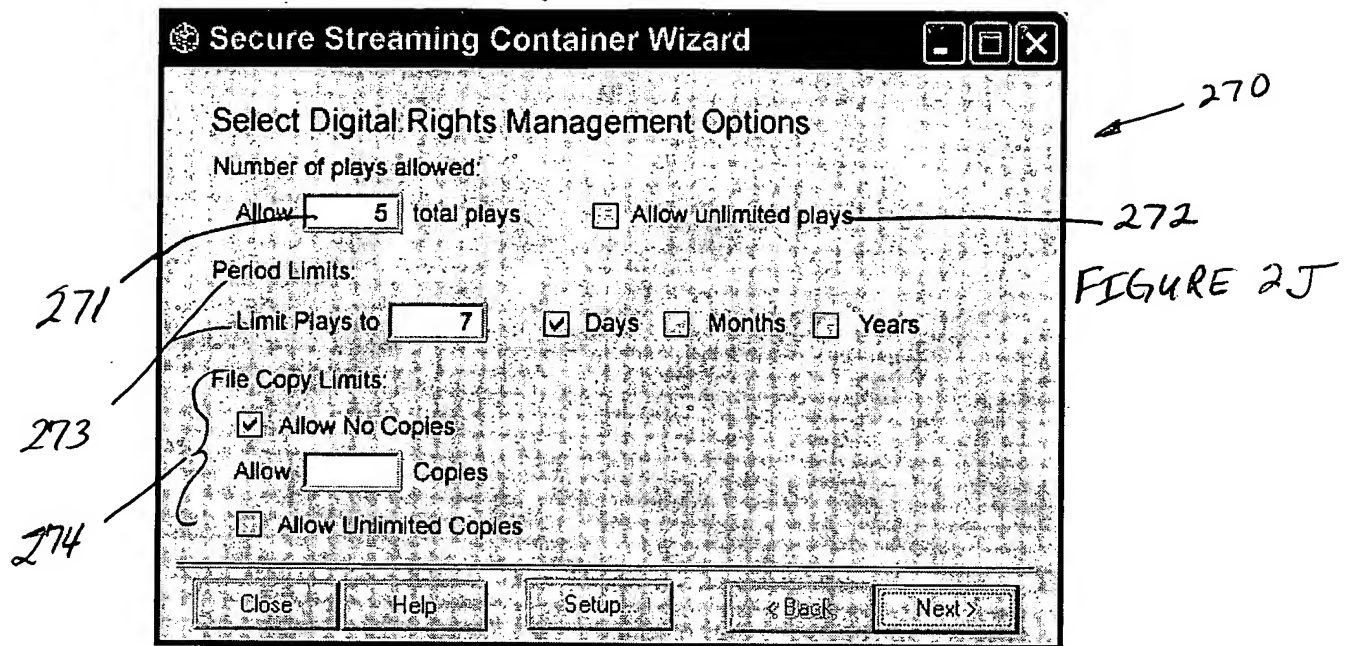 Secure Streaming Container Wizard
270
Select Digital Rights Management Options
Number of plays allowed:
Allow 5 total plays Allow unlimited plays
272
271
Period Limits:
FIGURE 2J
Limit Plays to 7 Days Months Years
273
File Copy Limits:
Allow No Copies
Allow Copies
274
Allow Unlimited Copies
Close Help Setup < Back Next >